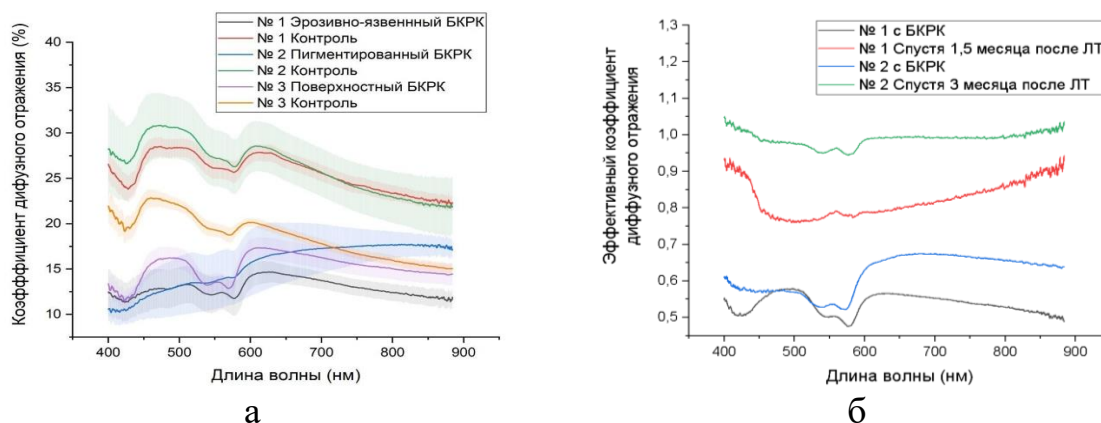 № 1 Эрозивно-язвеннный БКРК
№ 1 Контроль
№ 2 Пигментированный БКРК
№ 2 Контроль
№ 3 Поверхностный БКРК
№ 3 Контроль
Коэффициент дифузного отражения (%)
40
35
30
25
20
15
10
400 500 600 700 800 900
Длина волны (нм)
а
№ 1 с БКРК
№ 1 Спустя 1,5 месяца после ЛТ
№ 2 с БКРК
№ 2 Спустя 3 месяца после ЛТ
Эффективный коэффициент
диффузного отражения
1,3
1,2
1,1
1,0
0,9
0,8
0,7
0,6
0,5
400 500 600 700 800 900
Длина волны (нм)
б